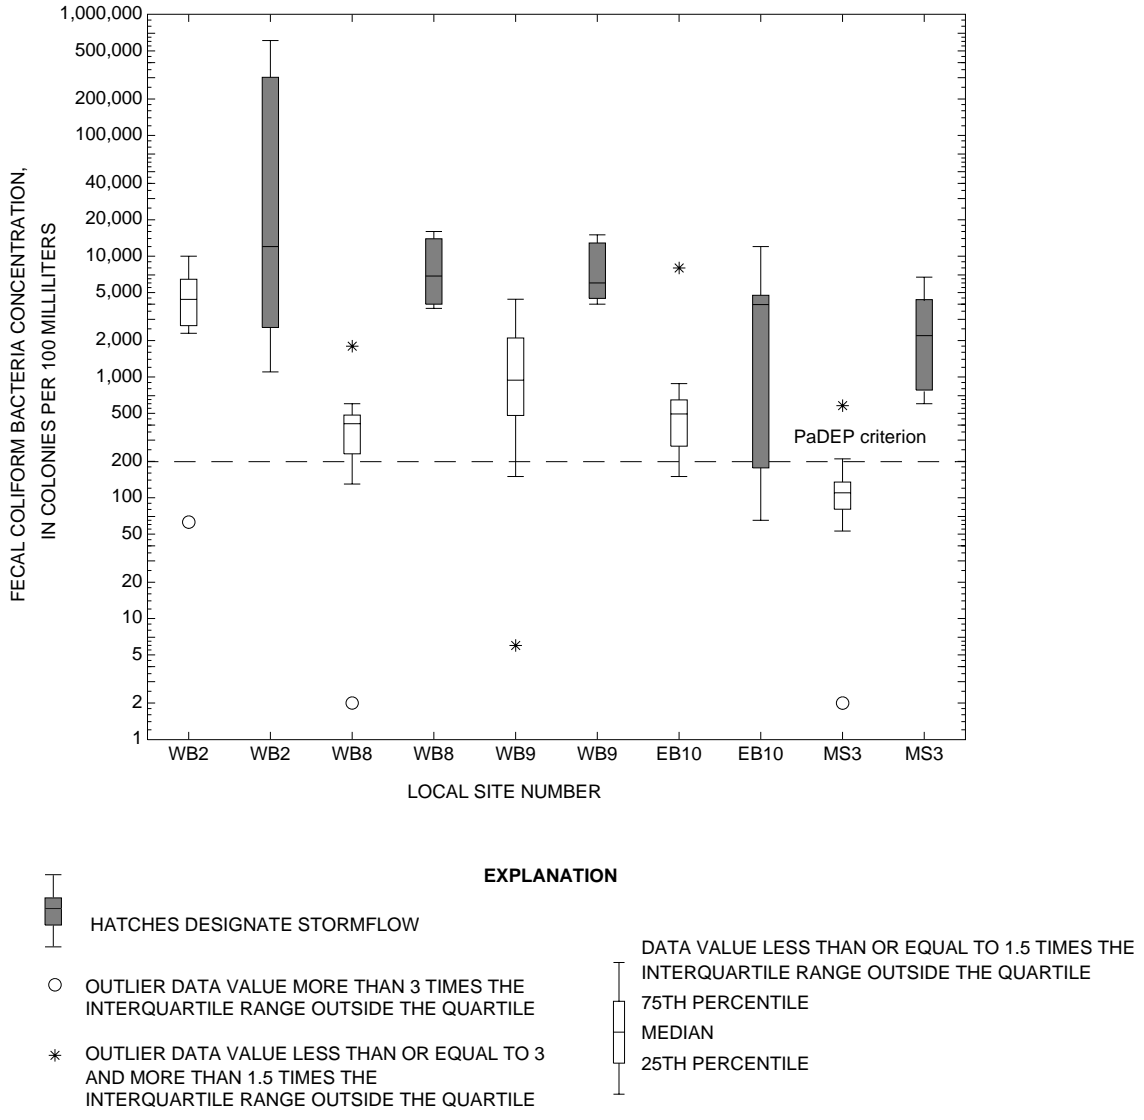 1,000,000
500,000
200,000
100,000
40,000
20,000
10,000
5,000
2,000
1,000
500
200
100
50
20
10
5
2
1
FECAL COLIFORM BACTERIA CONCENTRATION,
IN COLONIES PER 100 MILLILITERS
PaDEP criterion
WB2 WB2 WB8 WB8 WB9 WB9 EB10 EB10 MS3 MS3
LOCAL SITE NUMBER
EXPLANATION
HATCHES DESIGNATE STORMFLOW
OUTLIER DATA VALUE MORE THAN 3 TIMES THE
INTERQUARTILE RANGE OUTSIDE THE QUARTILE
OUTLIER DATA VALUE LESS THAN OR EQUAL TO 3
AND MORE THAN 1.5 TIMES THE
INTERQUARTILE RANGE OUTSIDE THE QUARTILE
DATA VALUE LESS THAN OR EQUAL TO 1.5 TIMES THE
INTERQUARTILE RANGE OUTSIDE THE QUARTILE
75TH PERCENTILE
MEDIAN
25TH PERCENTILE